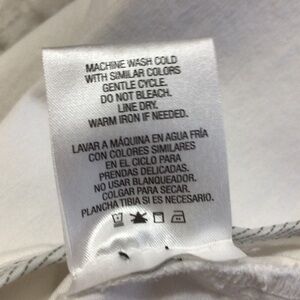 MACHINE WASH COLD
WITH SIMILAR COLORS
GENTLE CYCLE.
DO NOT BLEACH.
LINE DRY.
WARM IRON IF NEEDED.
LAVAR A MÁQUINA EN AGUA FRÍA
CON COLORES SIMILARES
EN EL CICLO PARA
PRENDAS DELICADAS.
NO USAR BLANQUEADOR.
COLGAR PARA SECAR.
PLANCHA TIBIA SI ES NECESARIO.